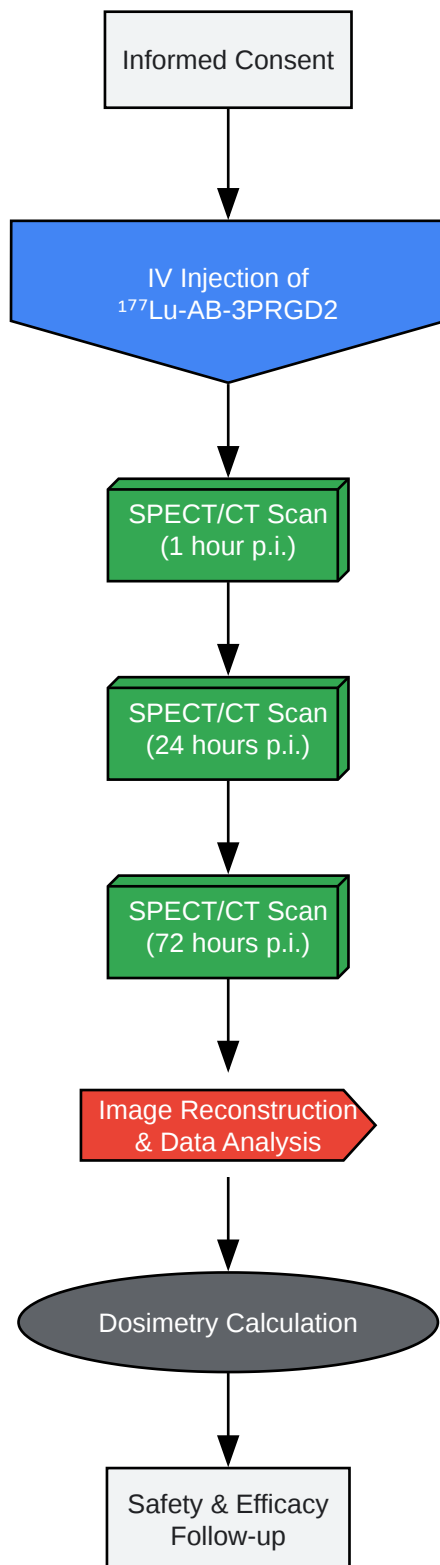 Informed Consent
IV Injection of
¹⁷⁷Lu-AB-3PRGD2
SPECT/CT Scan
(1 hour p.i.)
SPECT/CT Scan
(24 hours p.i.)
SPECT/CT Scan
(72 hours p.i.)
Image Reconstruction
& Data Analysis
Dosimetry Calculation
Safety & Efficacy
Follow-up